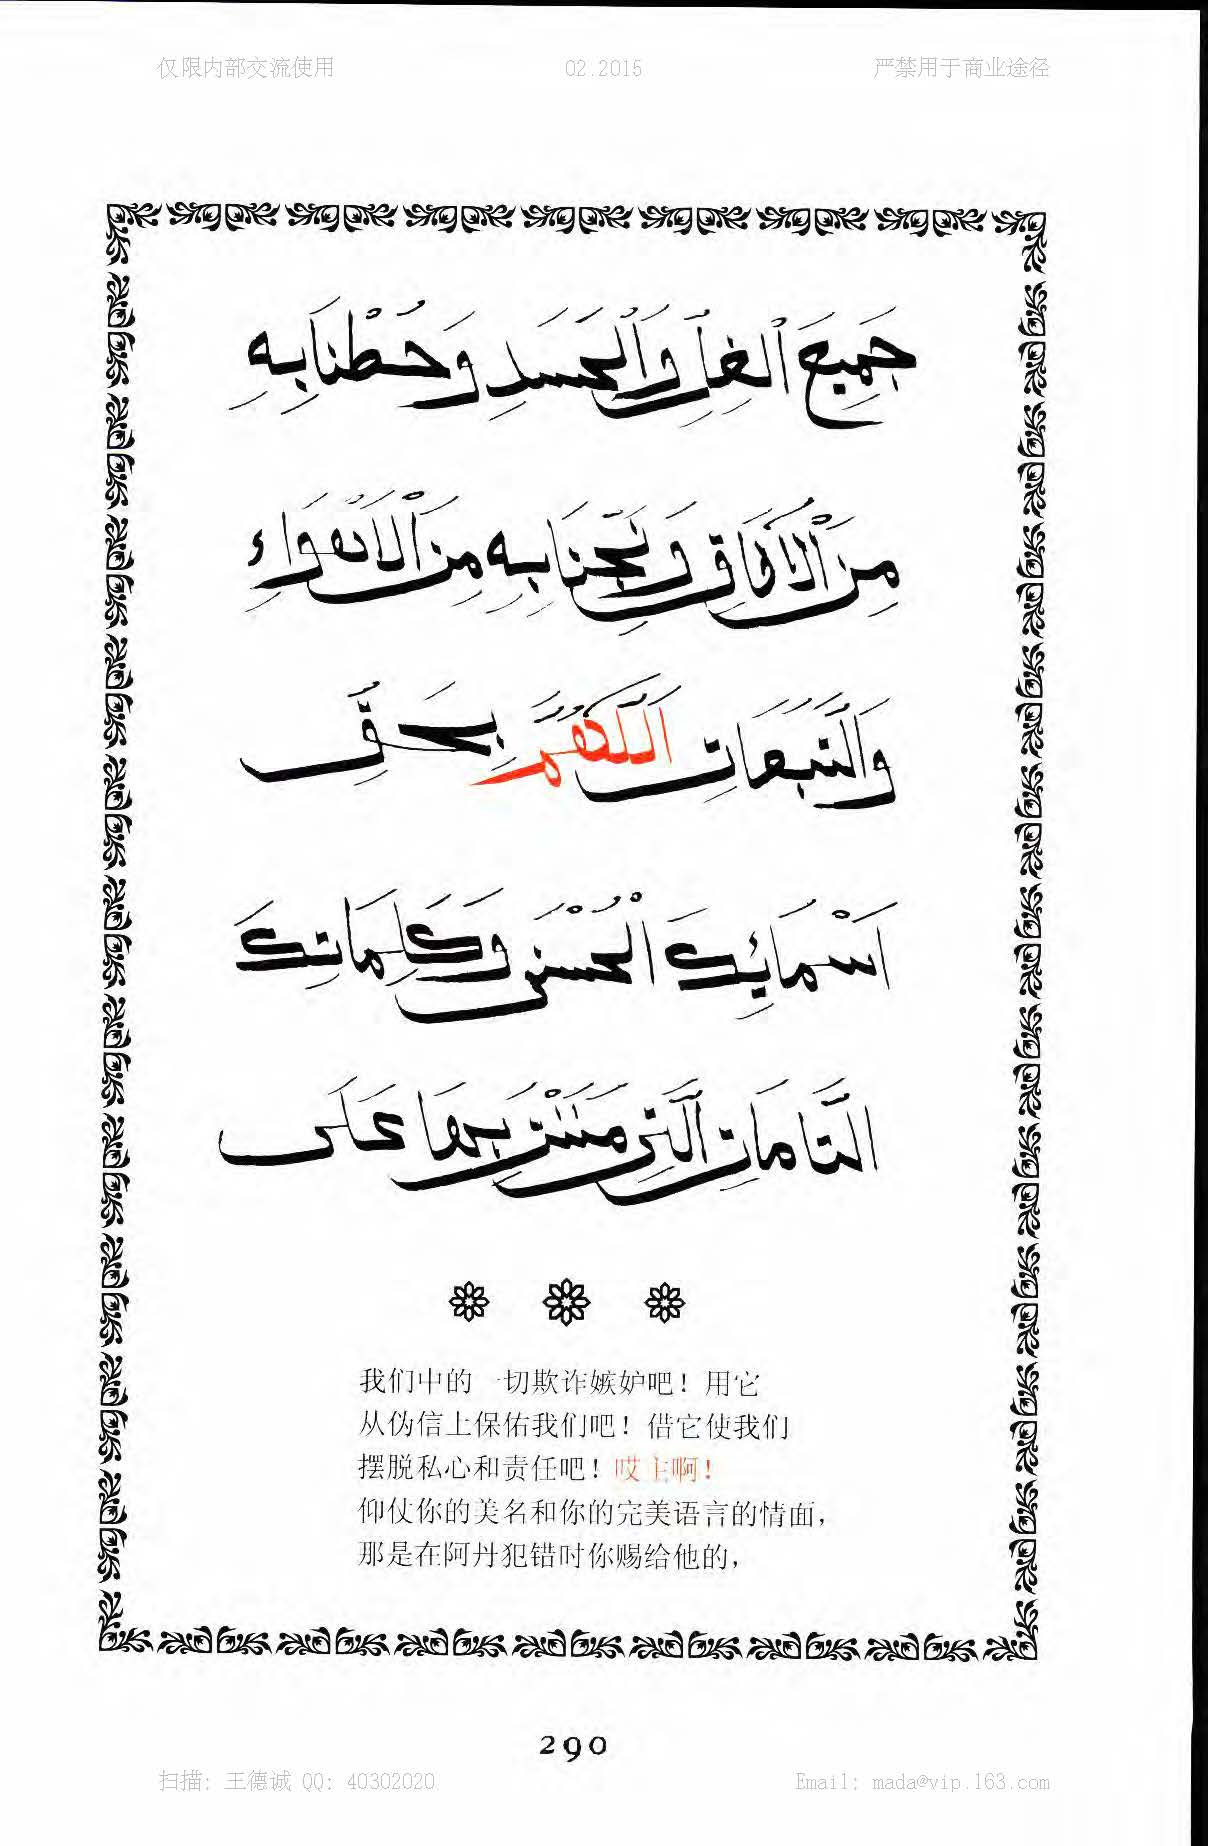 仅限内部交流使用 02.2015 严禁用于商业途径
جَمِيعَ الْغِلِّ وَالْحَسَدِ وَحُطْنَا بِهِ
مِنَ الْآفَاقِ وَنَجِّنَا بِهِ مِنَ الْأَهْوَاءِ
وَالتَّبَعَاتِ اَللَّهُمَّ بِحَقِّ
اَسْمَائِكَ الْحُسْنَى وَكَلِمَاتِكَ
التَّامَاتِ الَّتِى مَنَنْتَ بِهَا عَلَى
我们中的一切欺诈嫉妒吧！用它
从伪信上保佑我们吧！借它使我们
摆脱私心和责任吧！哎主啊！
仰仗你的美名和你的完美语言的情面，
那是在阿丹犯错时你赐给他的，
290
扫描: 王德诚 QQ: 40302020 Email: mada@vip.163.com